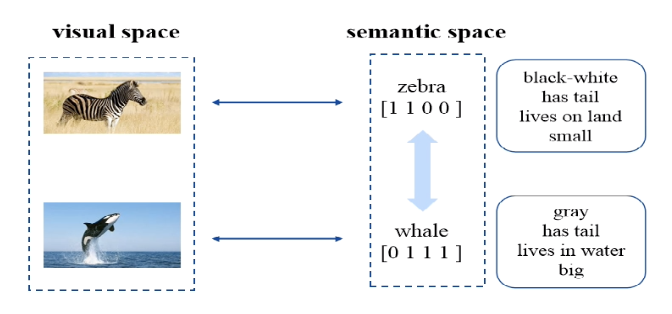 visual space
semantic space
zebra
[1 1 0 0 ]
black-white
has tail
lives on land
small
whale
[0 1 1 1 ]
gray
has tail
lives in water
big